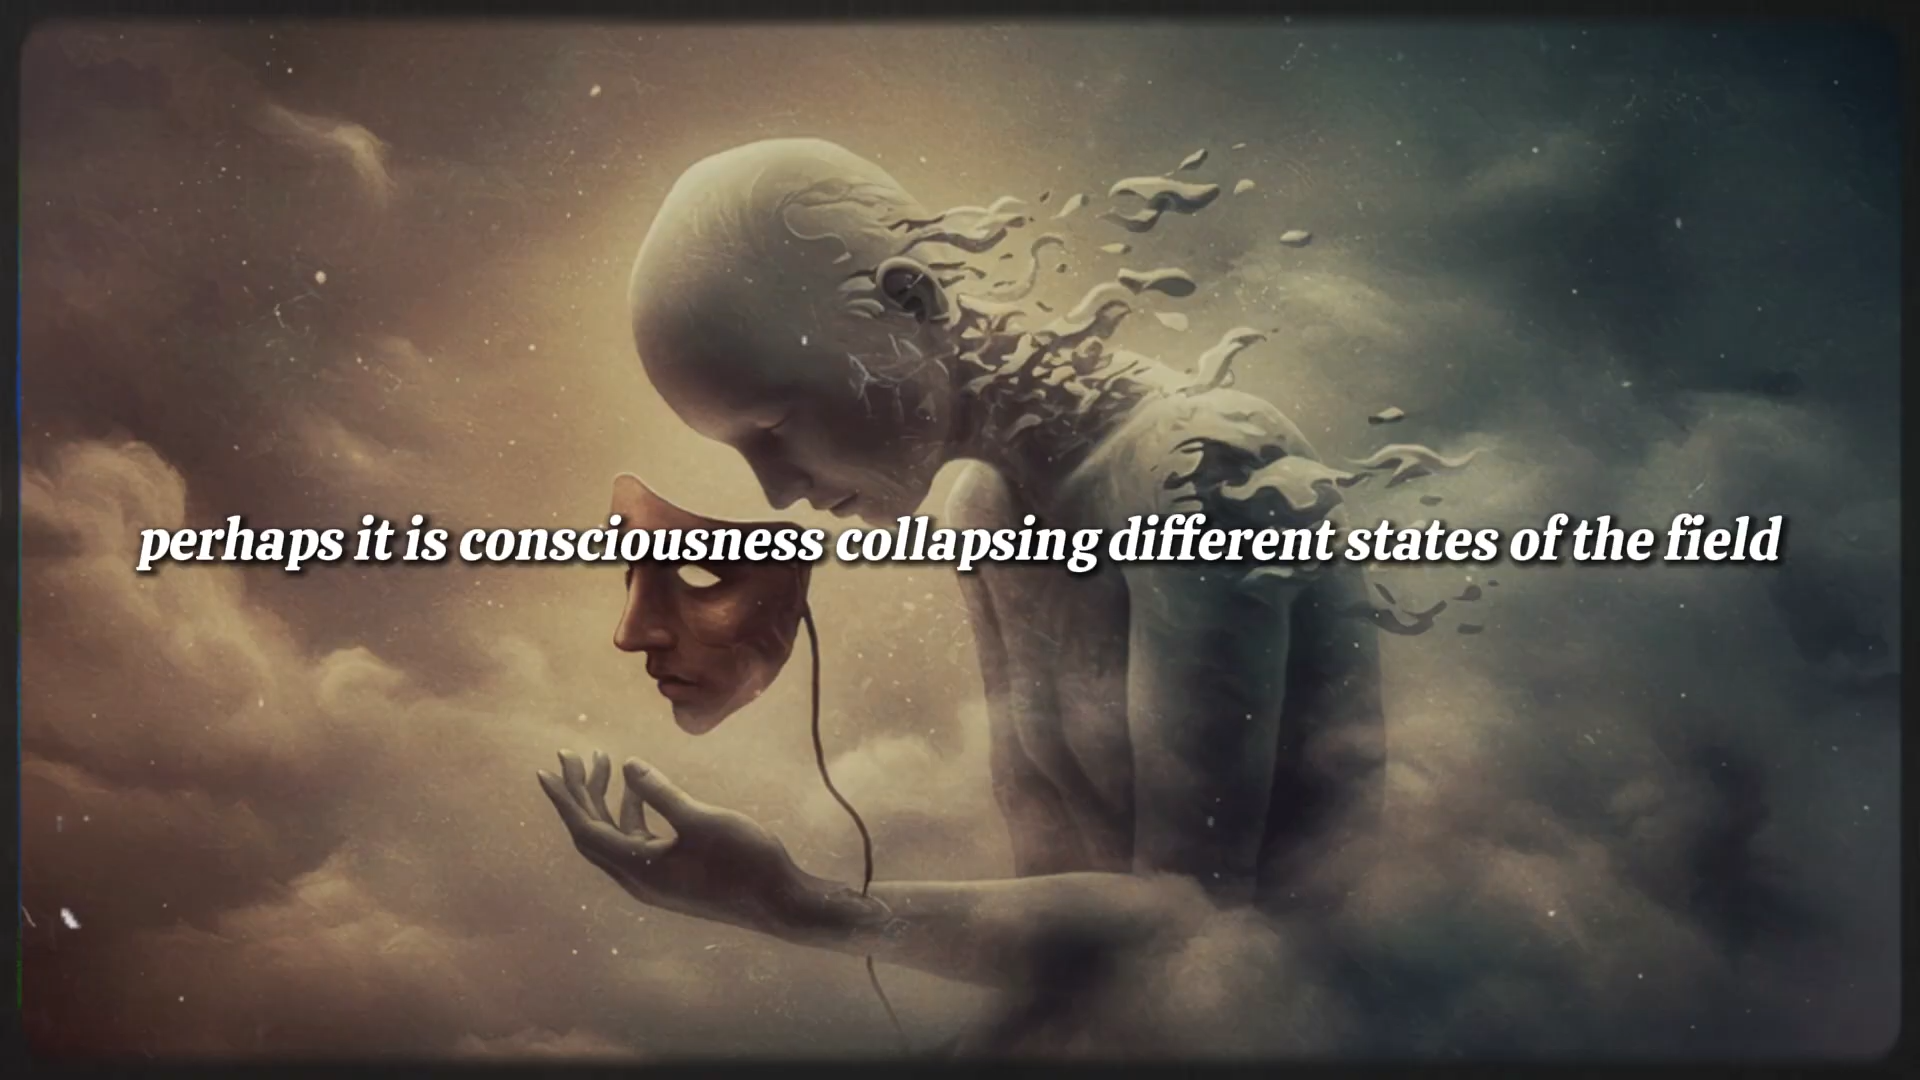 perhaps it is consciousness collapsing different states of the field